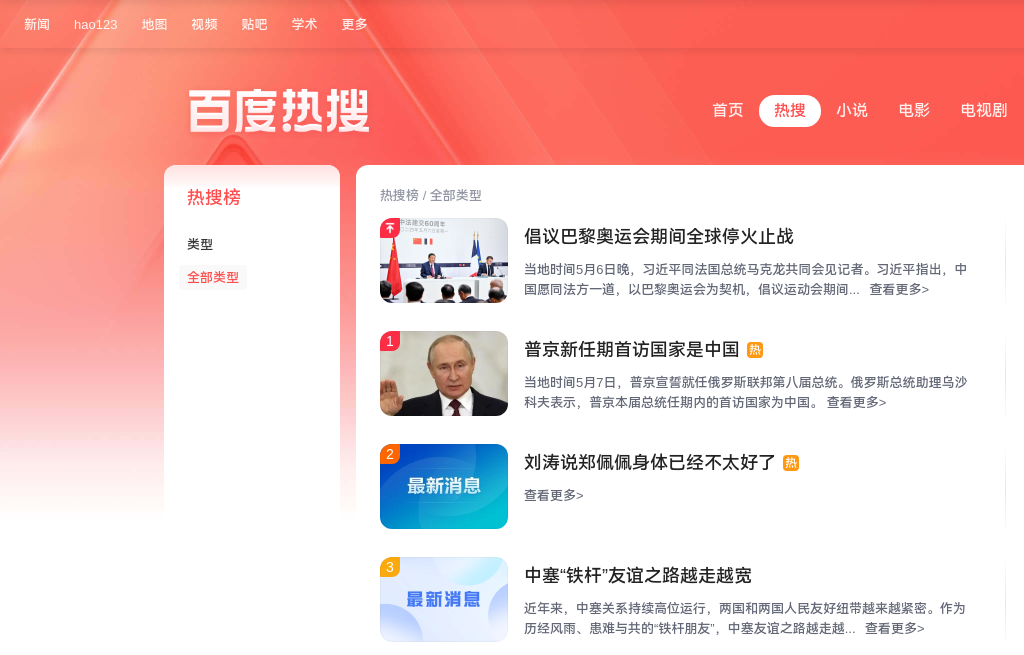 新闻 hao123 地图 视频 贴吧 学术 更多
百度热搜
首页 热搜 小说 电影 电视剧
热搜榜
类型
全部类型
热搜榜 / 全部类型
倡议巴黎奥运会期间全球停火止战
当地时间5月6日晚，习近平同法国总统马克龙共同会见记者。习近平指出，中
国愿同法方一道，以巴黎奥运会为契机，倡议运动会期间... 查看更多>
1
普京新任期首访国家是中国 热
当地时间5月7日，普京宣誓就任俄罗斯联邦第八届总统。俄罗斯总统助理乌沙
科夫表示，普京本届总统任期内的首访国家为中国。 查看更多>
2
最新消息
刘涛说郑佩佩身体已经不太好了 热
查看更多>
3
最新消息
中塞“铁杆”友谊之路越走越宽
近年来，中塞关系持续高位运行，两国和两国人民友好纽带越来越紧密。作为
历经风雨、患难与共的“铁杆朋友”，中塞友谊之路越走越... 查看更多>